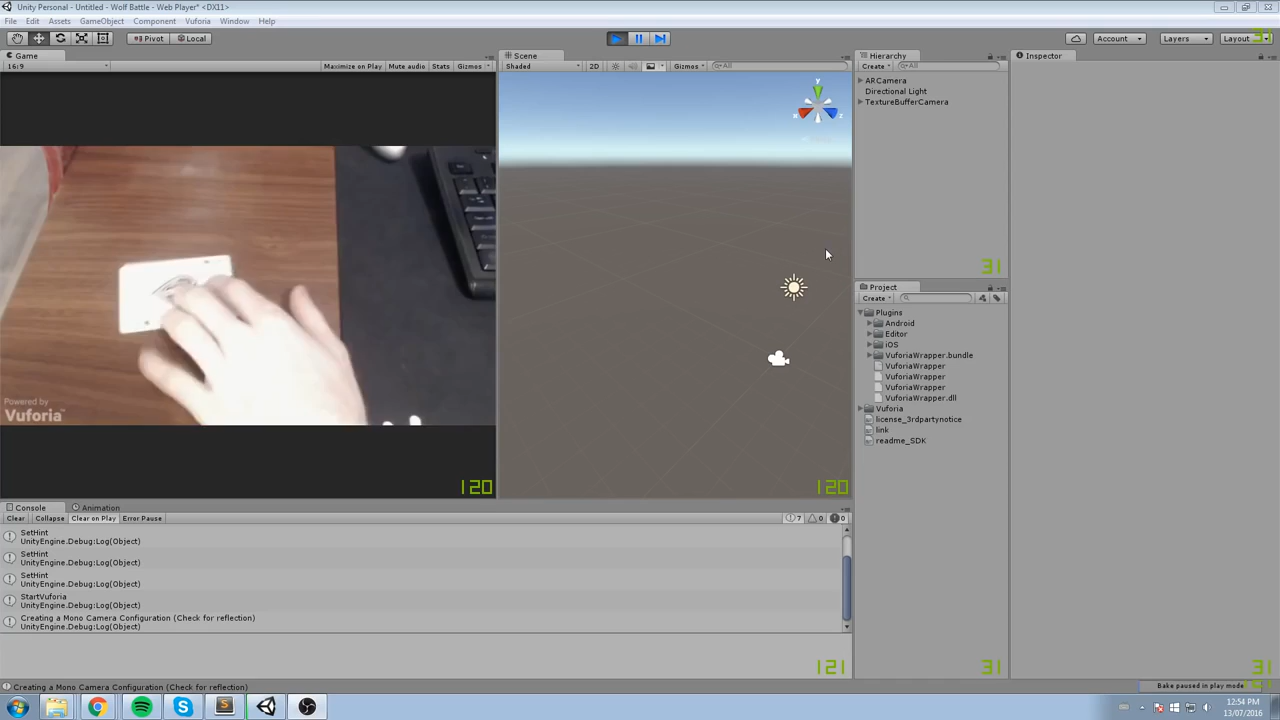 Unity Personal - Untitled - Wolf Battle - Web Player* <DX11>
File Edit Assets GameObject Component Vuforia Window Help
Pivot Local Account Layers Layout
Game
16:9 Maximize on Play Mute audio Stats Gizmos
Powered by
Vuforia™
120
Scene
Shaded 2D Gizmos All
y
x z
120
Hierarchy
Create All
ARCamera
Directional Light
TextureBufferCamera
31
Project
Create
Plugins
Android
Editor
iOS
VuforiaWrapper.bundle
VuforiaWrapper
VuforiaWrapper
VuforiaWrapper
VuforiaWrapper.dll
Vuforia
license_3rdpartynotice
link
readme_SDK
31
Inspector
31
Console Animation
Clear Collapse Clear on Play Error Pause 7 0 0
SetHint
UnityEngine.Debug:Log(Object)
SetHint
UnityEngine.Debug:Log(Object)
SetHint
UnityEngine.Debug:Log(Object)
StartVuforia
UnityEngine.Debug:Log(Object)
Creating a Mono Camera Configuration (Check for reflection)
UnityEngine.Debug:Log(Object)
121
Creating a Mono Camera Configuration (Check for reflection) Bake paused in play mode
12:54 PM
13/07/2016